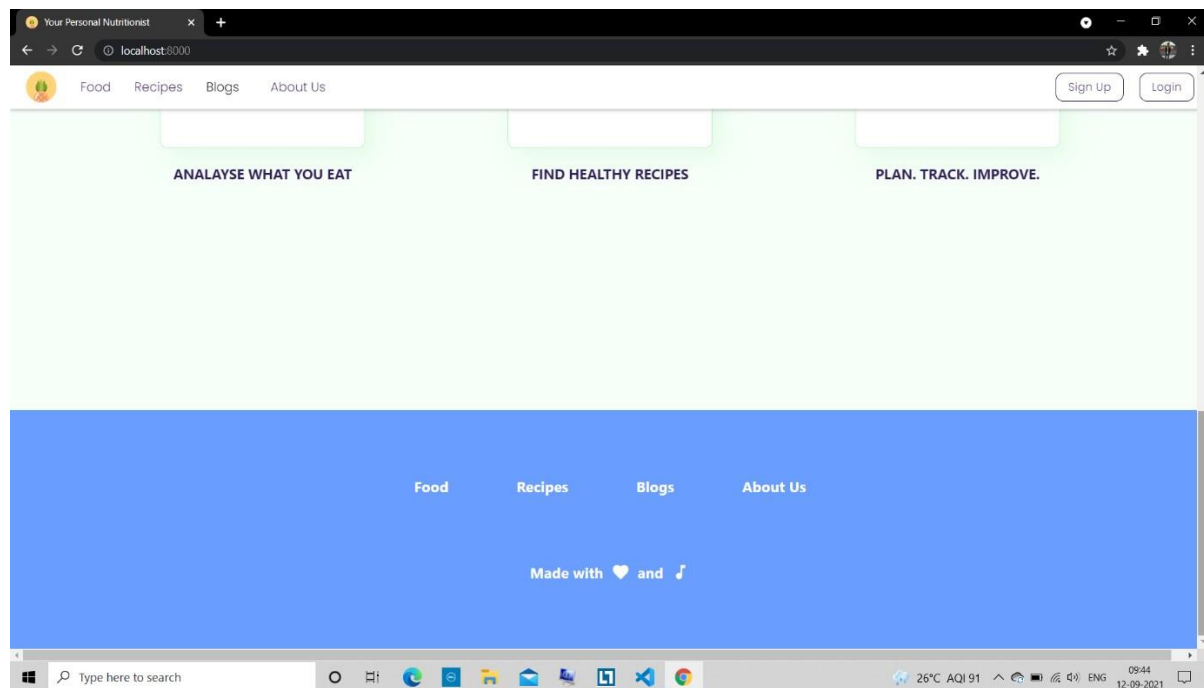 Your Personal Nutritionist
localhost:8000
Food Recipes Blogs About Us Sign Up Login
ANALAYSE WHAT YOU EAT FIND HEALTHY RECIPES PLAN. TRACK. IMPROVE.
Food Recipes Blogs About Us
Made with and
Type here to search 26°C AQI 91 ENG 09:44
12-09-2021